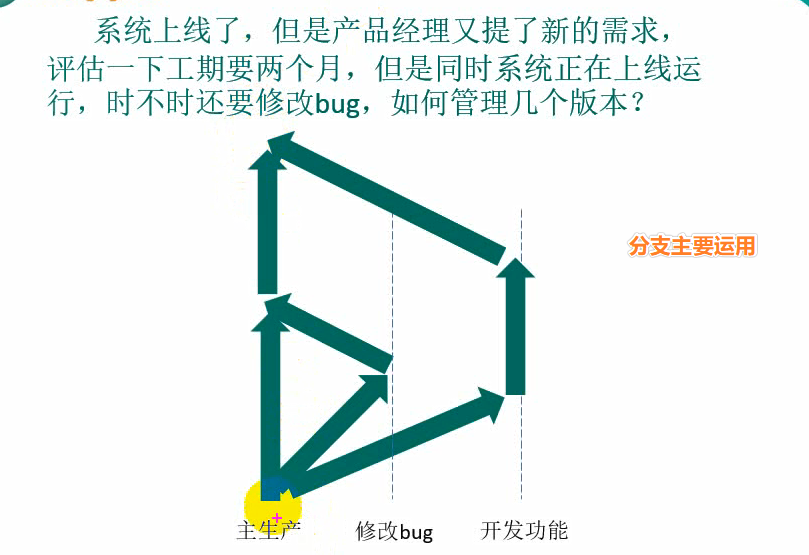 系统上线了，但是产品经理又提了新的需求，
评估一下工期要两个月，但是同时系统正在上线运
行，时不时还要修改bug，如何管理几个版本？
分支主要运用
主生产 修改bug 开发功能